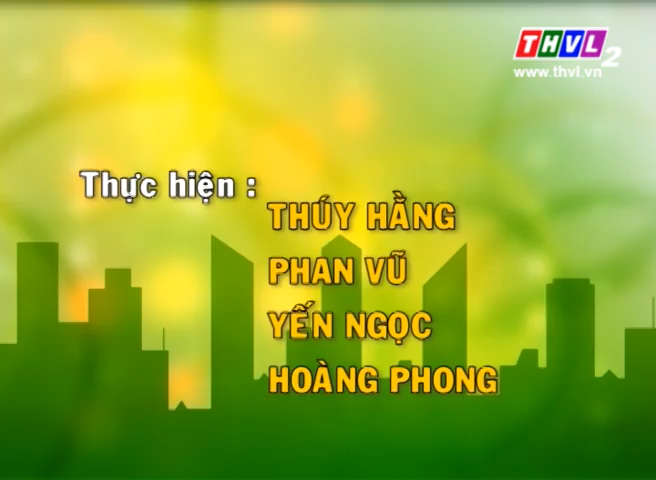 THVL2
www.thvl.vn
Thực hiện :
THÚY HẰNG
PHAN VŨ
YẾN NGỌC
HOÀNG PHONG